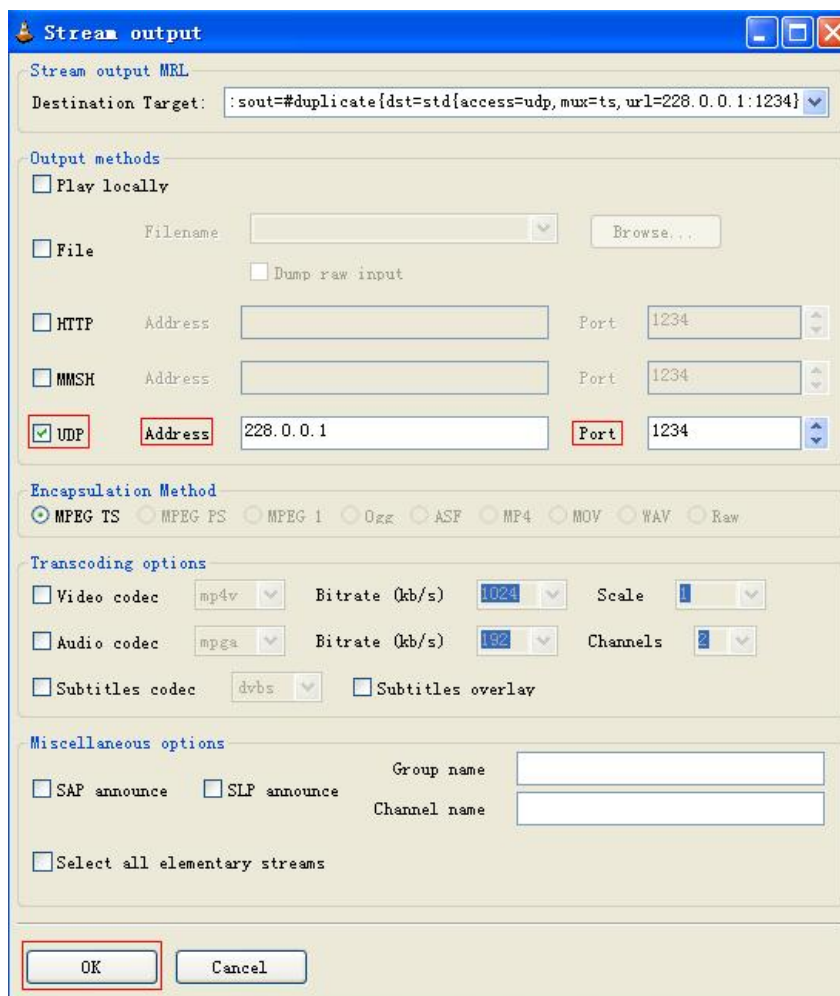 Stream output
Stream output MRL
Destination Target: :sout=#duplicate{dst=std{access=udp,mux=ts,url=228.0.0.1:1234}
Output methods
Play locally
Filename Browse...
File
Dump raw input
HTTP Address Port 1234
MMSH Address Port 1234
UDP Address 228.0.0.1 Port 1234
Encapsulation Method
MPEG TS MPEG PS MPEG 1 Ogg ASF MP4 MOV WAV Raw
Transcoding options
Video codec mp4v Bitrate (kb/s) 1024 Scale 1
Audio codec mpga Bitrate (kb/s) 192 Channels 2
Subtitles codec dvbs Subtitles overlay
Miscellaneous options
Group name
SAP announce SLP announce
Channel name
Select all elementary streams
OK Cancel